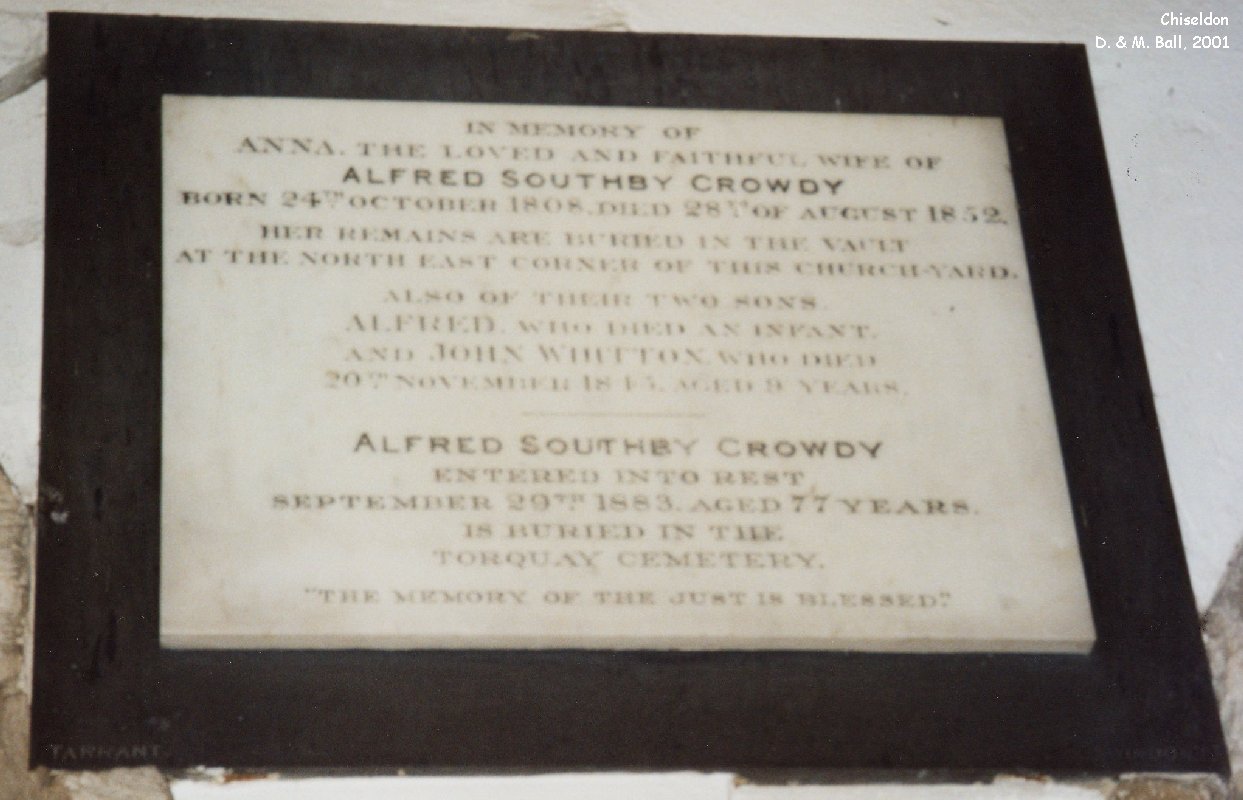 Chiseldon
D. & M. Ball, 2001
IN MEMORY OF
ANNA, THE LOVED AND FAITHFUL WIFE OF
ALFRED SOUTHBY CROWDY
BORN 24TH OCTOBER 1808, DIED 28TH OF AUGUST 1852.
HER REMAINS ARE BURIED IN THE VAULT
AT THE NORTH EAST CORNER OF THIS CHURCH-YARD.
ALSO OF THEIR TWO SONS.
ALFRED, WHO DIED AN INFANT,
AND JOHN WHITTON, WHO DIED
20TH NOVEMBER AGED 9 YEARS.
ALFRED SOUTHBY CROWDY
ENTERED INTO REST
SEPTEMBER 29TH 1883, AGED 77 YEARS.
IS BURIED IN THE
TORQUAY CEMETERY.
"THE MEMORY OF THE JUST IS BLESSED."
TARRANT